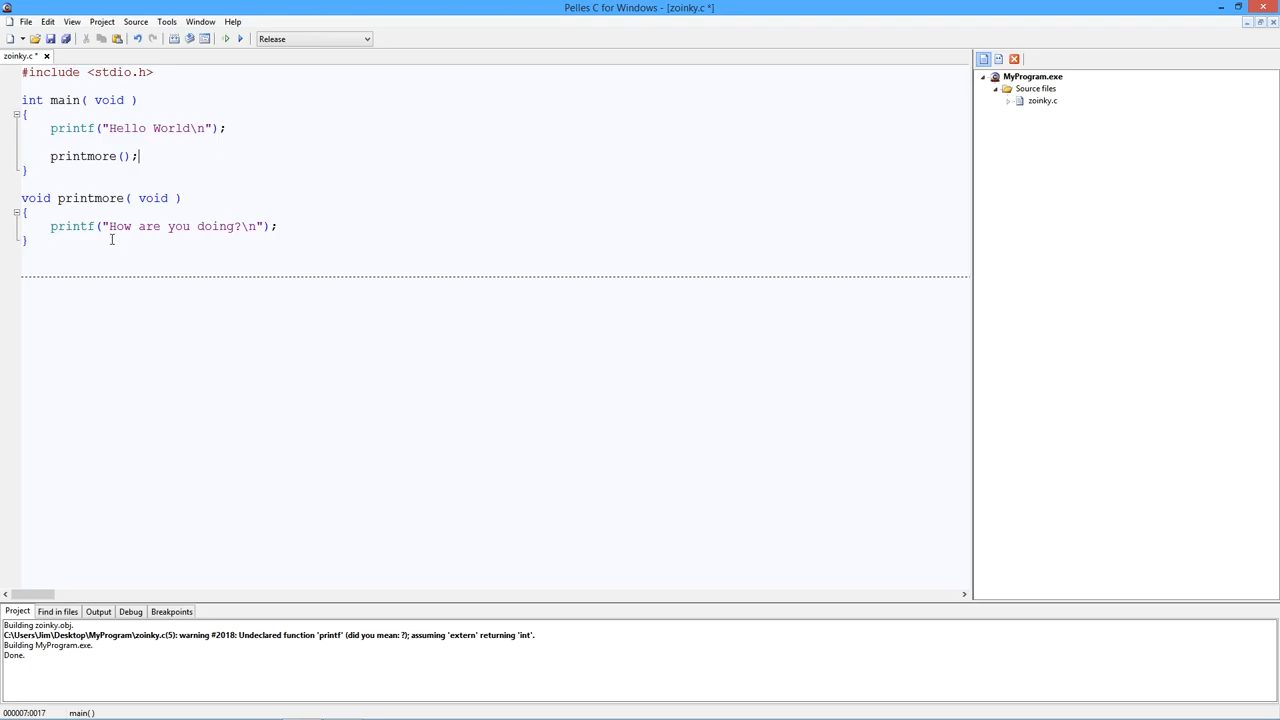 Pelles C for Windows - [zoinky.c *]
File Edit View Project Source Tools Window Help
Release
zoinky.c *
#include <stdio.h>
int main( void )
{
printf("Hello World\n");
printmore();
}
void printmore( void )
{
printf("How are you doing?\n");
}
MyProgram.exe
Source files
zoinky.c
Project Find in files Output Debug Breakpoints
Building zoinky.obj.
C:\Users\Jim\Desktop\MyProgram\zoinky.c(5): warning #2018: Undeclared function 'printf' (did you mean: ?); assuming 'extern' returning 'int'.
Building MyProgram.exe.
Done.
000007:0017 main( )